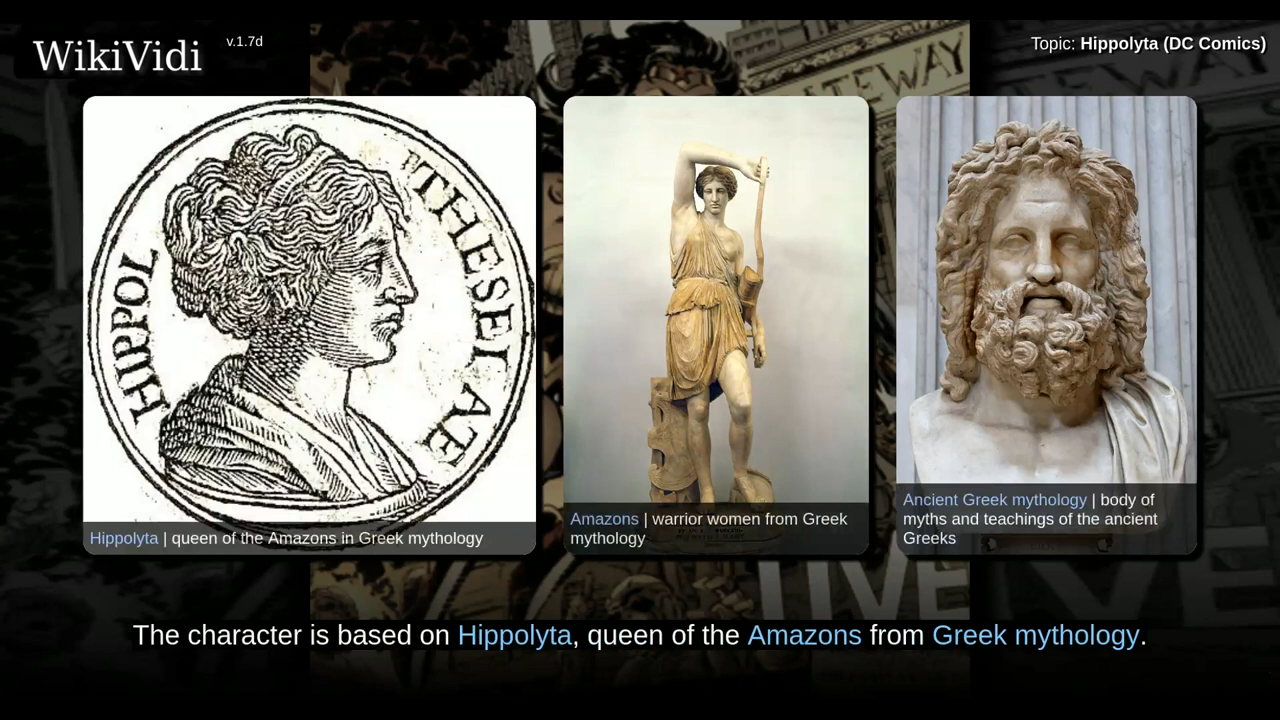 WikiVidi
v.1.7d
Topic: Hippolyta (DC Comics)
GATEWAY
HIPPOL
THESEI Æ
Hippolyta | queen of the Amazons in Greek mythology
Amazons | warrior women from Greek
mythology
Ancient Greek mythology | body of
myths and teachings of the ancient
Greeks
LIVE
The character is based on Hippolyta, queen of the Amazons from Greek mythology.